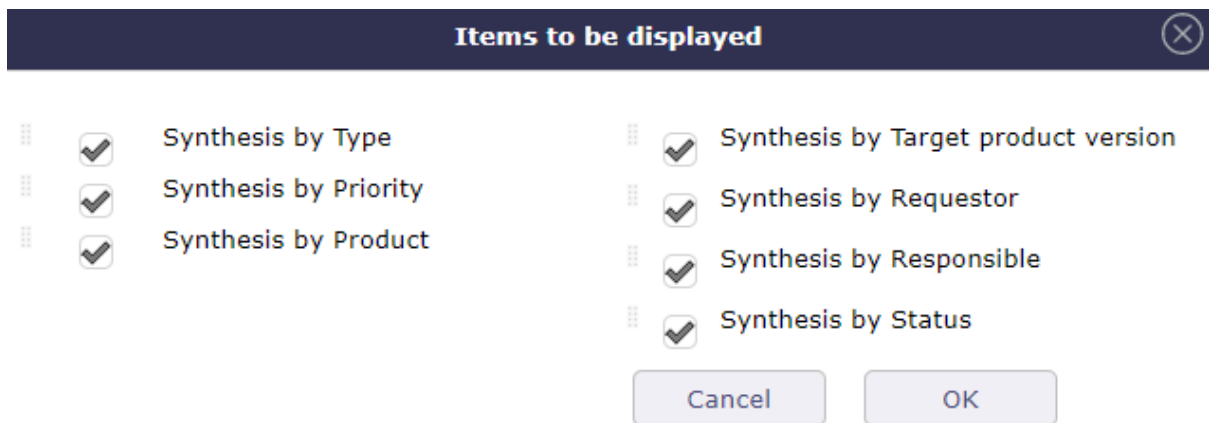 Items to be displayed
Synthesis by Type
Synthesis by Priority
Synthesis by Product
Synthesis by Target product version
Synthesis by Requestor
Synthesis by Responsible
Synthesis by Status
Cancel
OK